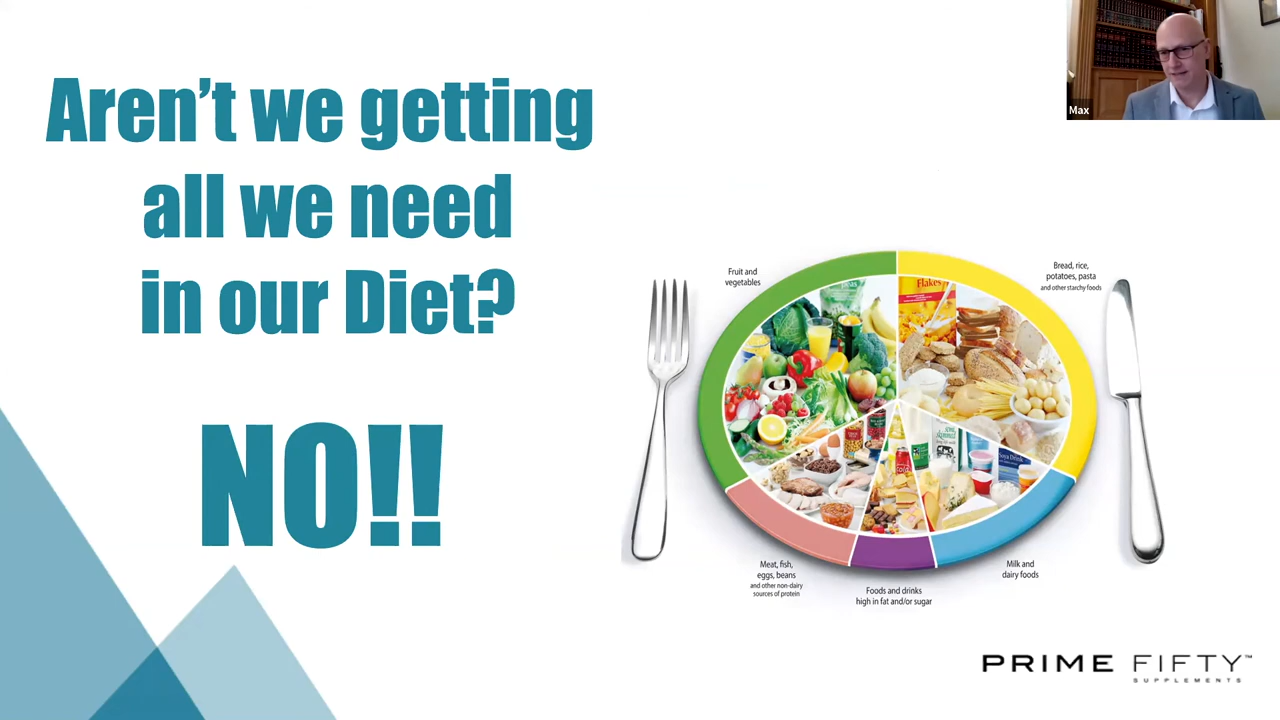 Aren't we getting
all we need
in our Diet?
NO!!
Max
Fruit and
vegetables
Bread, rice,
potatoes, pasta
and other starchy foods
Flakes
Meat, fish,
eggs, beans
and other non-dairy
sources of protein
Foods and drinks
high in fat and/or sugar
Milk and
dairy foods
PRIME FIFTY™
SUPPLEMENTS